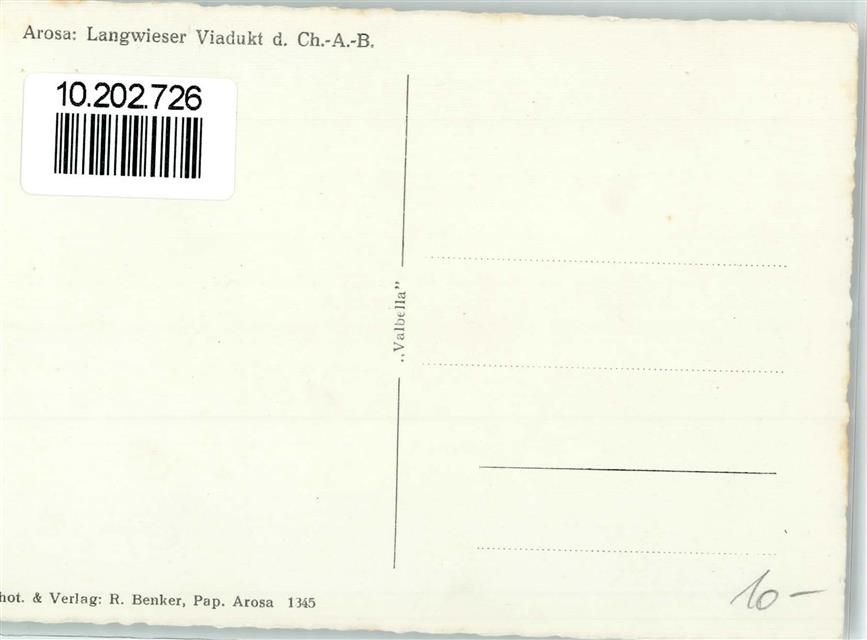 Arosa: Langwieser Viadukt d. Ch.-A.-B.
10.202.726
„Valbella”
hot. & Verlag: R. Benker, Pap. Arosa 1345
10 –